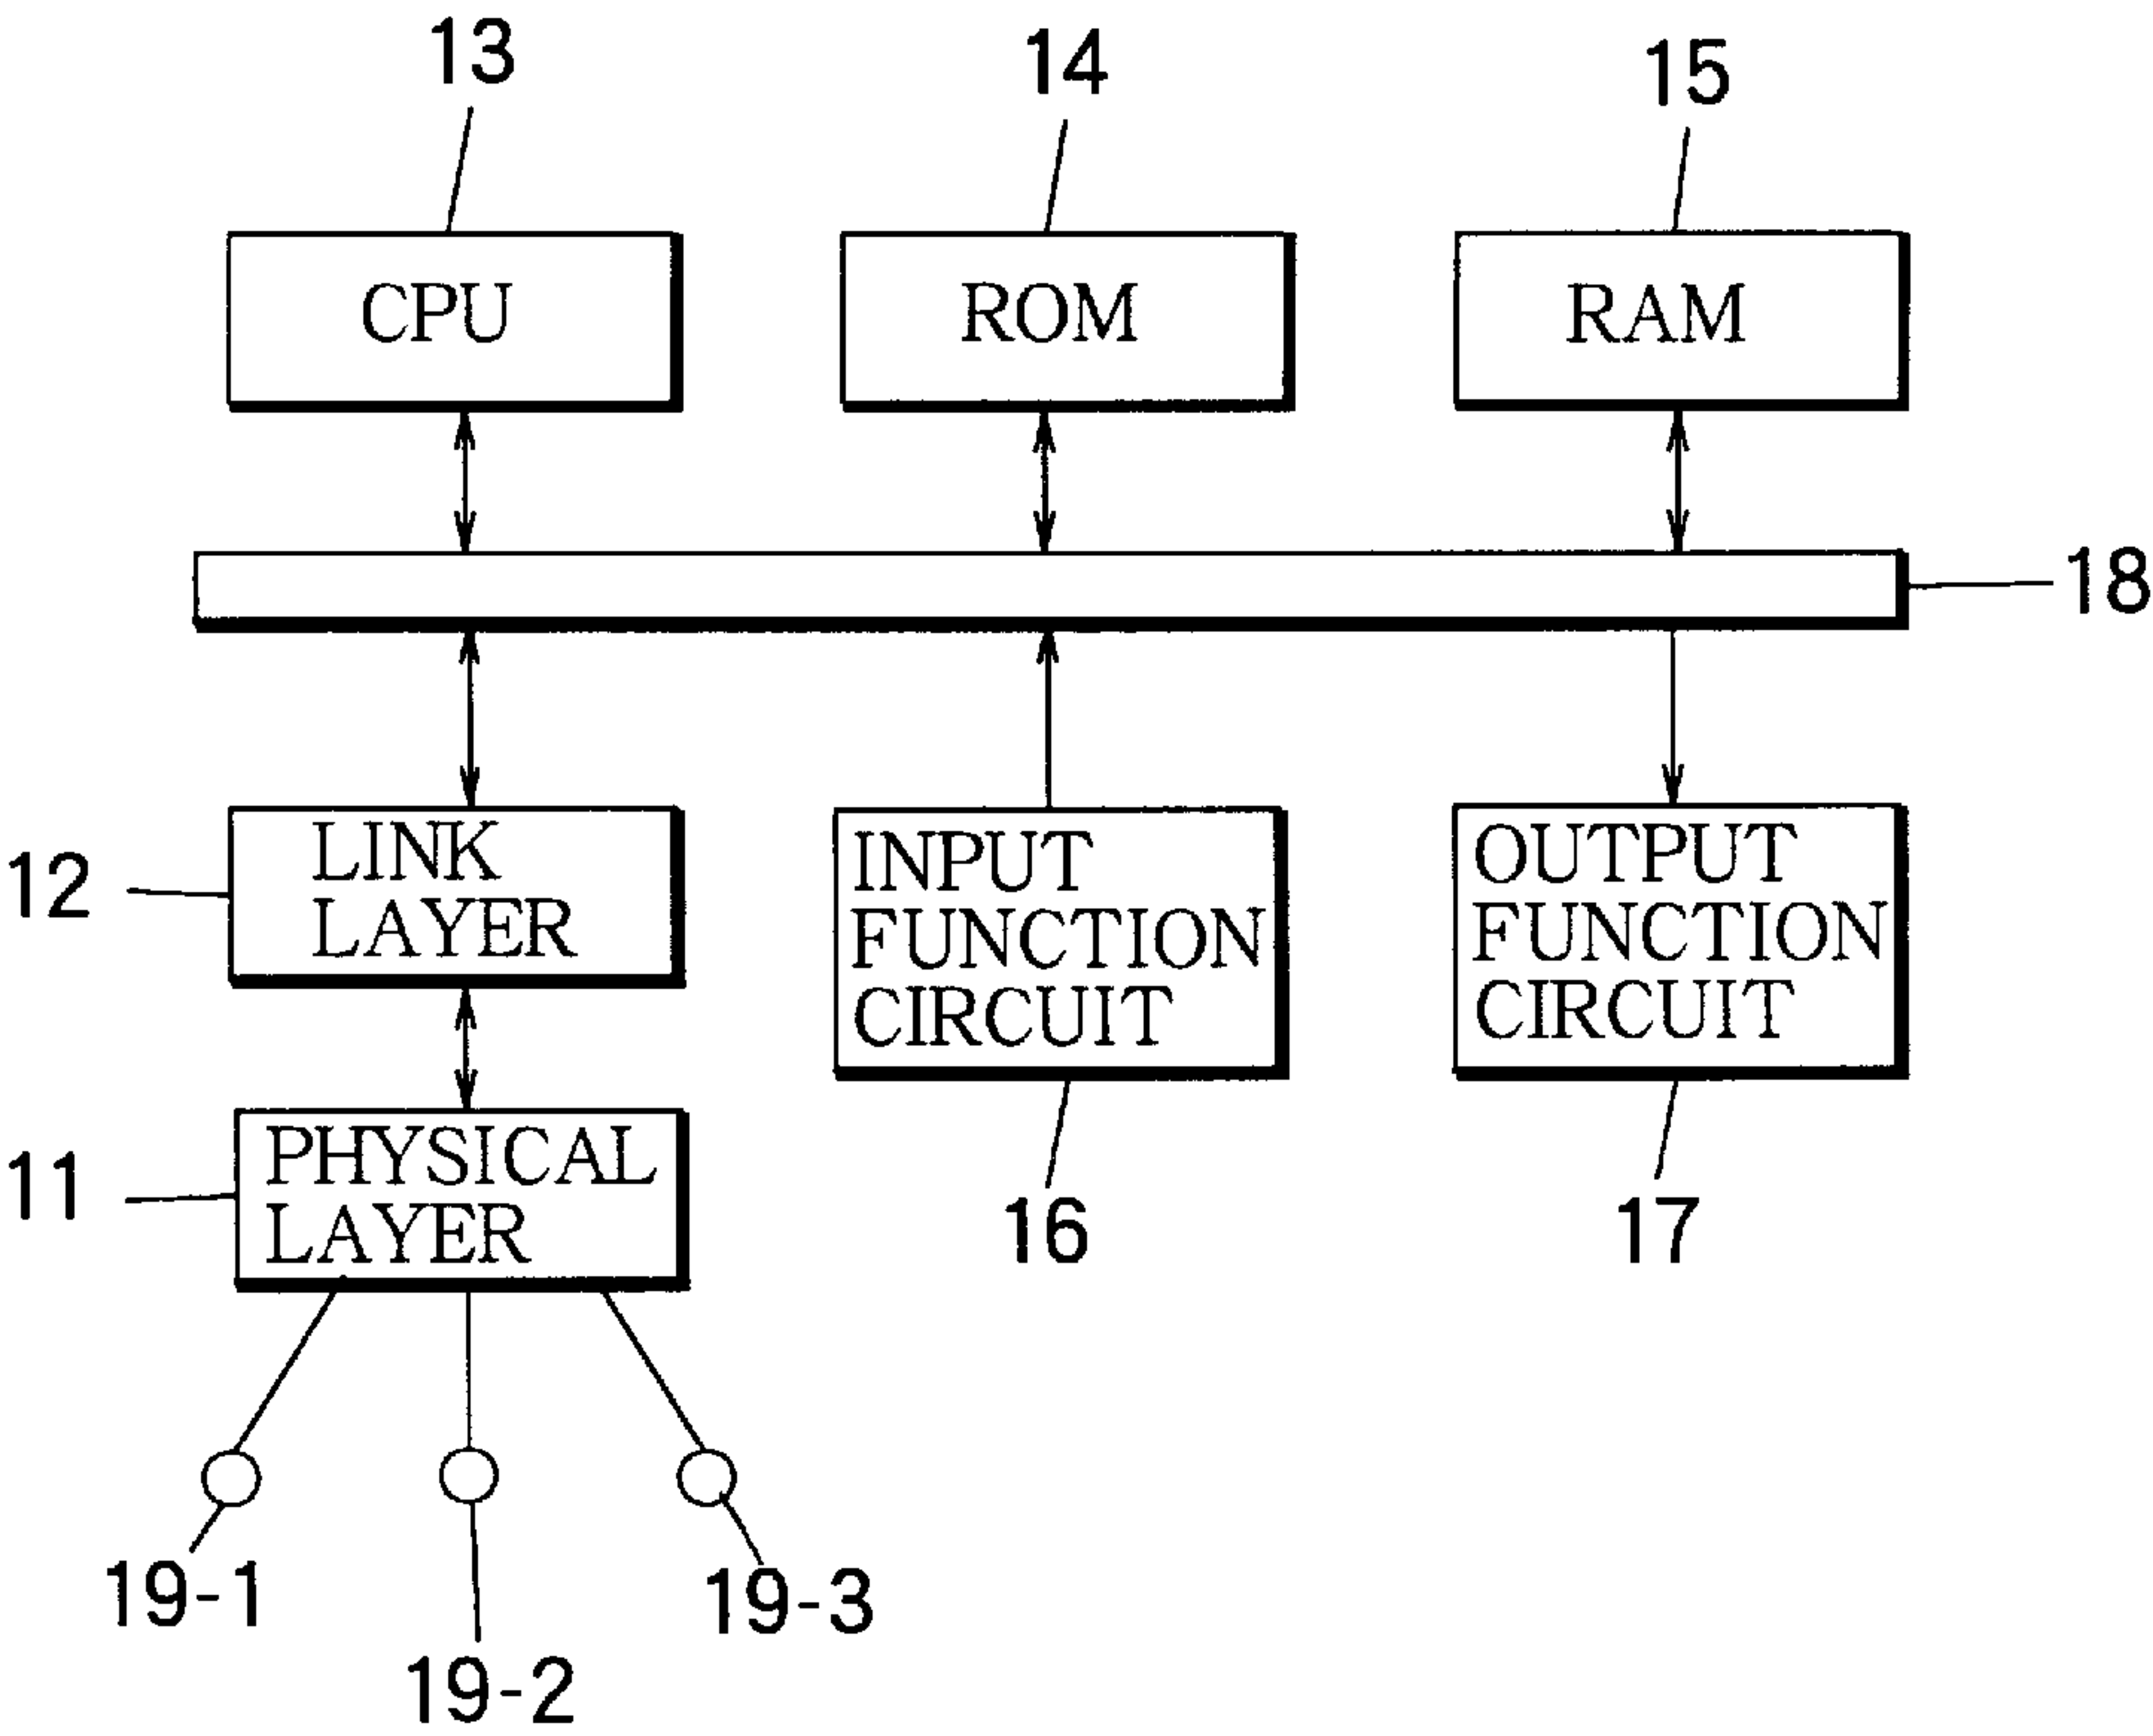 13
14
15
CPU
ROM
RAM
18
12
LINK
LAYER
INPUT
FUNCTION
CIRCUIT
OUTPUT
FUNCTION
CIRCUIT
11
PHYSICAL
LAYER
16
17
19-1
19-2
19-3